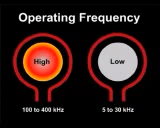 Operating Frequency
High
Low
100 to 400 kHz
5 to 30 kHz